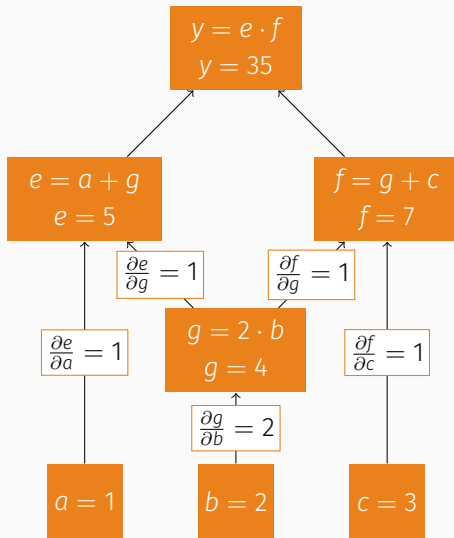 y = e · f
y = 35
e = a + g
e = 5
f = g + c
f = 7
∂e/∂g = 1
∂f/∂g = 1
g = 2 · b
g = 4
∂e/∂a = 1
∂f/∂c = 1
∂g/∂b = 2
a = 1
b = 2
c = 3